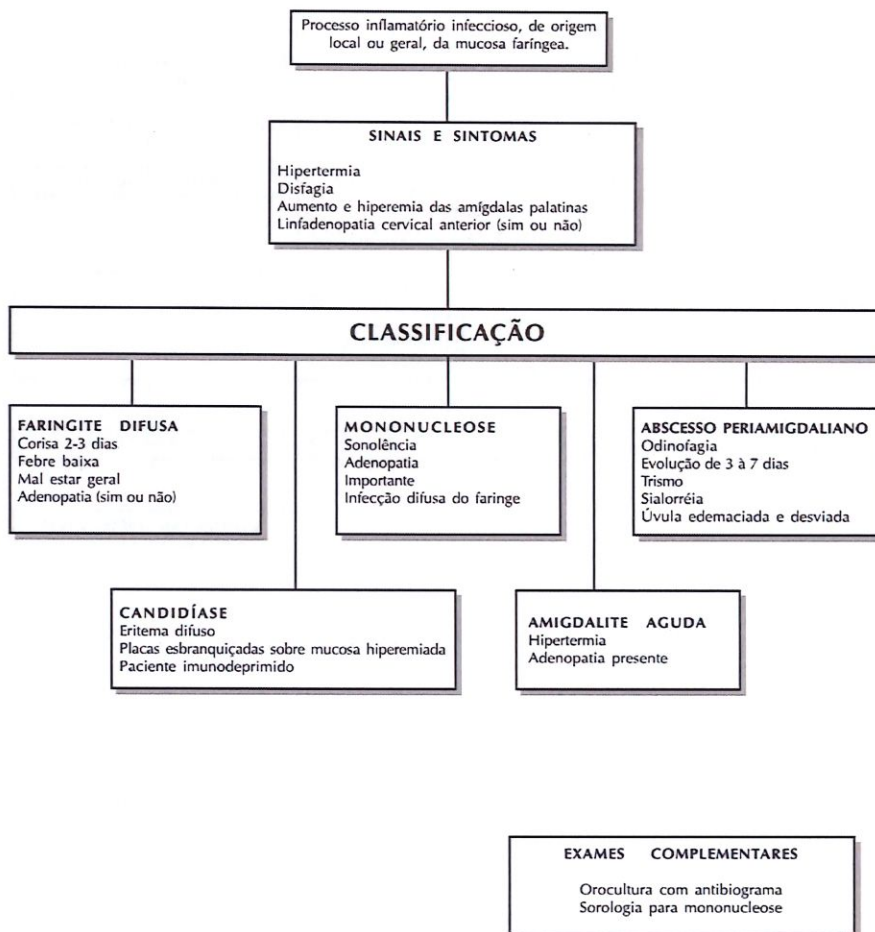 Processo inflamatório infeccioso, de origem
local ou geral, da mucosa faríngea.
SINAIS E SINTOMAS
Hipertermia
Disfagia
Aumento e hiperemia das amígdalas palatinas
Linfadenopatia cervical anterior (sim ou não)
CLASSIFICAÇÃO
FARINGITE DIFUSA
Corisa 2-3 dias
Febre baixa
Mal estar geral
Adenopatia (sim ou não)
MONONUCLEOSE
Sonolência
Adenopatia
Importante
Infecção difusa do faringe
ABSCESSO PERIAMIGDALIANO
Odinofagia
Evolução de 3 à 7 dias
Trismo
Sialorréia
Úvula edemaciada e desviada
CANDIDÍASE
Eritema difuso
Placas esbranquiçadas sobre mucosa hiperemiada
Paciente imunodeprimido
AMIGDALITE AGUDA
Hipertermia
Adenopatia presente
EXAMES COMPLEMENTARES
Orocultura com antibiograma
Sorologia para mononucleose